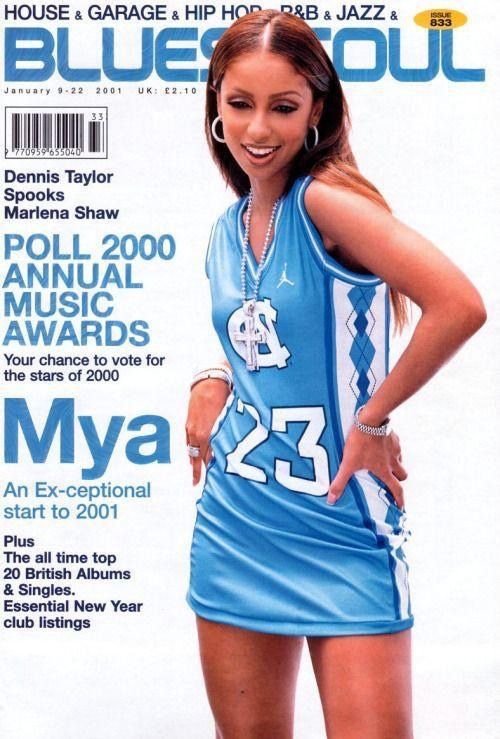 HOUSE & GARAGE & HIP HOP & R&B & JAZZ &
ISSUE
833
BLUES SOUL
January 9-22 2001 UK: £2.10
33
9 770959 655040
Dennis Taylor
Spooks
Marlena Shaw
POLL 2000
ANNUAL
MUSIC
AWARDS
Your chance to vote for
the stars of 2000
Mya
An Ex-ceptional
start to 2001
Plus
The all time top
20 British Albums
& Singles.
Essential New Year
club listings
NC
23